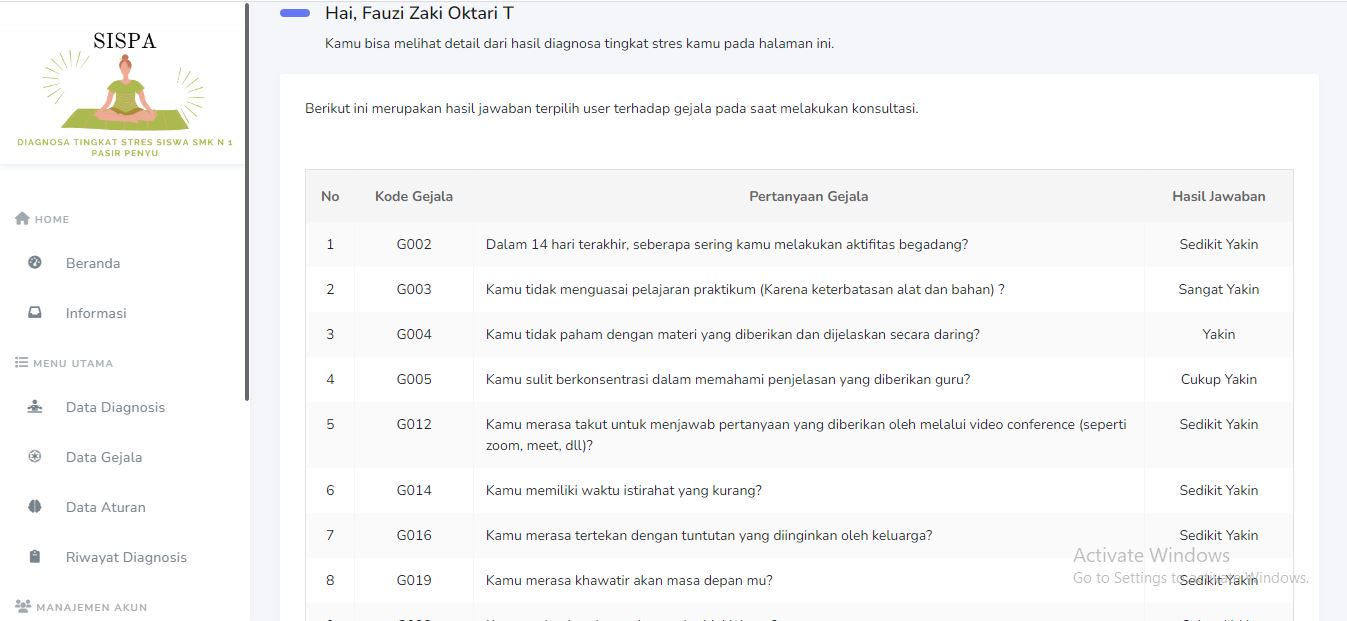 SISPA
DIAGNOSA TINGKAT STRES SISWA SMK N 1
PASIR PENYU
HOME
Beranda
Informasi
MENU UTAMA
Data Diagnosis
Data Gejala
Data Aturan
Riwayat Diagnosis
MANAJEMEN AKUN
Hai, Fauzi Zaki Oktari T
Kamu bisa melihat detail dari hasil diagnosa tingkat stres kamu pada halaman ini.
Berikut ini merupakan hasil jawaban terpilih user terhadap gejala pada saat melakukan konsultasi.
No Kode Gejala Pertanyaan Gejala Hasil Jawaban
1 G002 Dalam 14 hari terakhir, seberapa sering kamu melakukan aktifitas begadang? Sedikit Yakin
2 G003 Kamu tidak menguasai pelajaran praktikum (Karena keterbatasan alat dan bahan) ? Sangat Yakin
3 G004 Kamu tidak paham dengan materi yang diberikan dan dijelaskan secara daring? Yakin
4 G005 Kamu sulit berkonsentrasi dalam memahami penjelasan yang diberikan guru? Cukup Yakin
5 G012 Kamu merasa takut untuk menjawab pertanyaan yang diberikan oleh melalui video conference (seperti Sedikit Yakin
zoom, meet, dll)?
6 G014 Kamu memiliki waktu istirahat yang kurang? Sedikit Yakin
7 G016 Kamu merasa tertekan dengan tuntutan yang diinginkan oleh keluarga? Sedikit Yakin
8 G019 Kamu merasa khawatir akan masa depan mu? Sedikit Yakin
Activate Windows
Go to Settings to activate Windows.